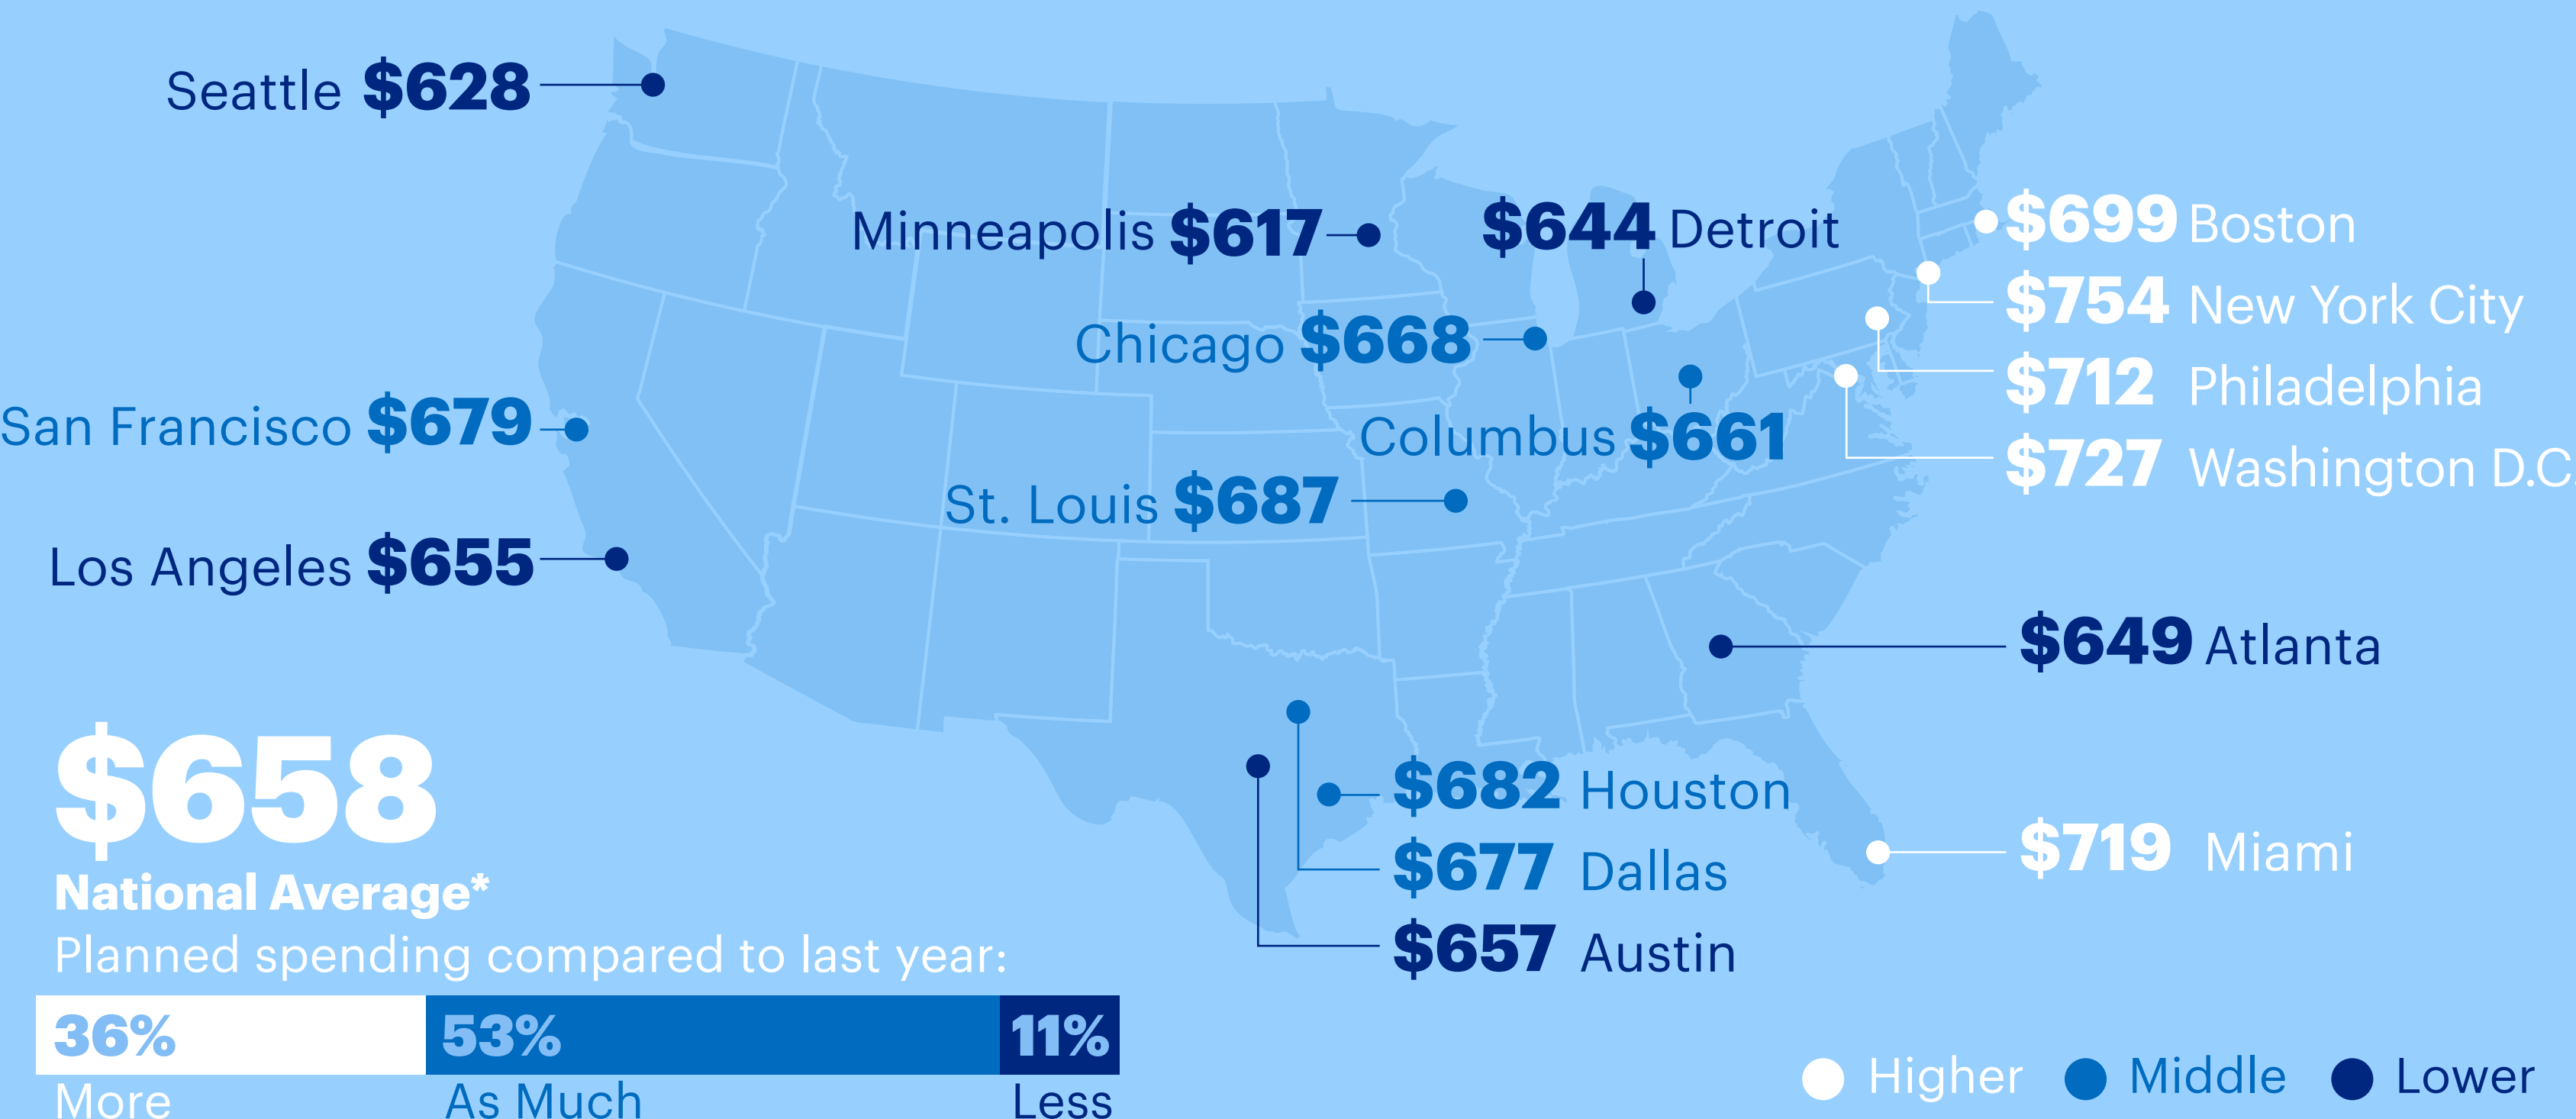 Seattle $628
Minneapolis $617
$644 Detroit
$699 Boston
$754 New York City
Chicago $668
$712 Philadelphia
San Francisco $679
Columbus $661
$727 Washington D.C.
St. Louis $687
Los Angeles $655
$649 Atlanta
$682 Houston
$677 Dallas
$657 Austin
$719 Miami
$658
National Average*
Planned spending compared to last year:
36% 53% 11%
More As Much Less
Higher Middle Lower